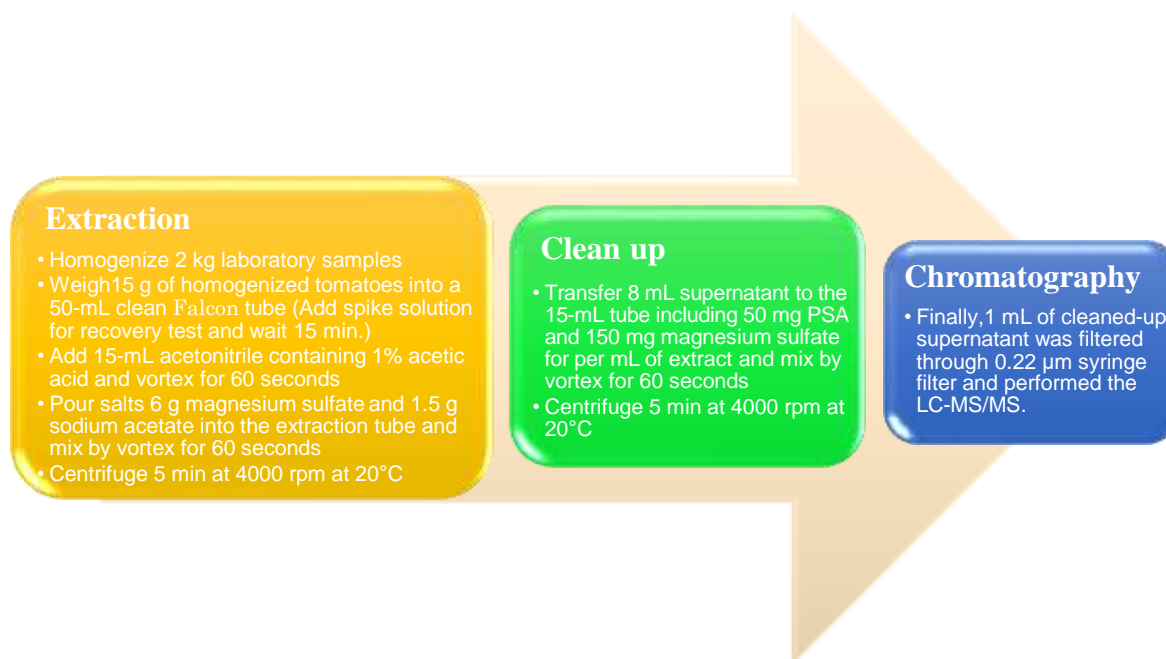 Extraction
• Homogenize 2 kg laboratory samples
• Weigh15 g of homogenized tomatoes into a
50-mL clean Falcon tube (Add spike solution
for recovery test and wait 15 min.)
• Add 15-mL acetonitrile containing 1% acetic
acid and vortex for 60 seconds
• Pour salts 6 g magnesium sulfate and 1.5 g
sodium acetate into the extraction tube and
mix by vortex for 60 seconds
• Centrifuge 5 min at 4000 rpm at 20°C
Clean up
• Transfer 8 mL supernatant to the
15-mL tube including 50 mg PSA
and 150 mg magnesium sulfate
for per mL of extract and mix by
vortex for 60 seconds
• Centrifuge 5 min at 4000 rpm at
20°C
Chromatography
• Finally,1 mL of cleaned-up
supernatant was filtered
through 0.22 µm syringe
filter and performed the
LC-MS/MS.